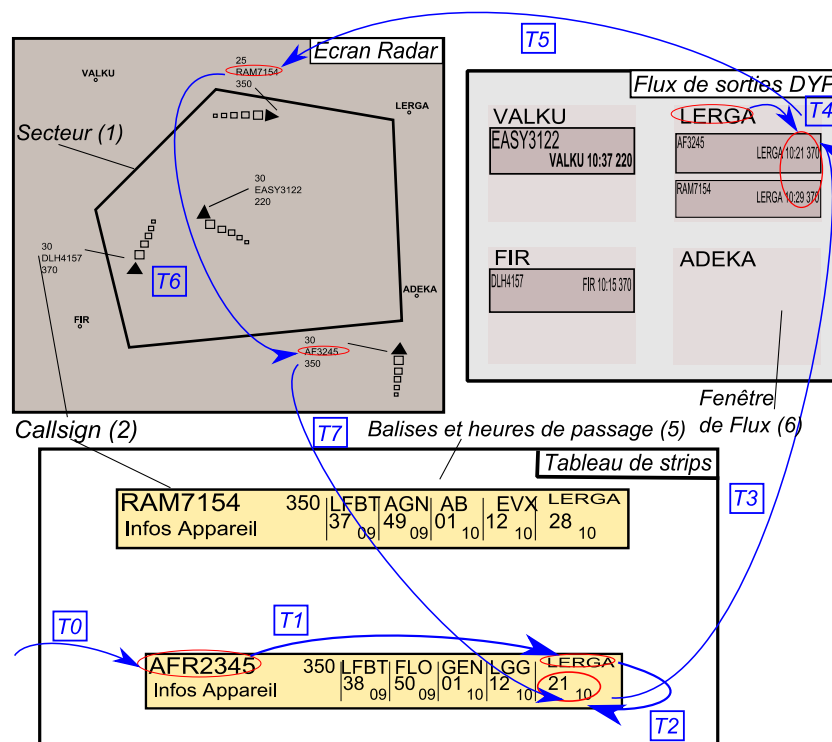 T5
Ecran Radar
25
RAM7154
350
VALKU
LERGA
Secteur (1)
30
EASY3122
220
30
DLH4157
370
T6
ADEKA
FIR
30
AF3245
350
Flux de sorties DYP
T4
VALKU
EASY3122
VALKU 10:37 220
LERGA
AF3245
LERGA 10:21 370
RAM7154
LERGA 10:29 370
FIR
DLH4157
FIR 10:15 370
ADEKA
Fenêtre
de Flux (6)
Callsign (2)
T7
Balises et heures de passage (5)
Tableau de strips
T3
RAM7154 350 LFBT AGN AB EVX LERGA
Infos Appareil 37 09 49 09 01 10 12 10 28 10
T0
T1
AFR2345 350 LFBT FLO GEN LGG LERGA
Infos Appareil 38 09 50 09 01 10 12 10 21 10
T2